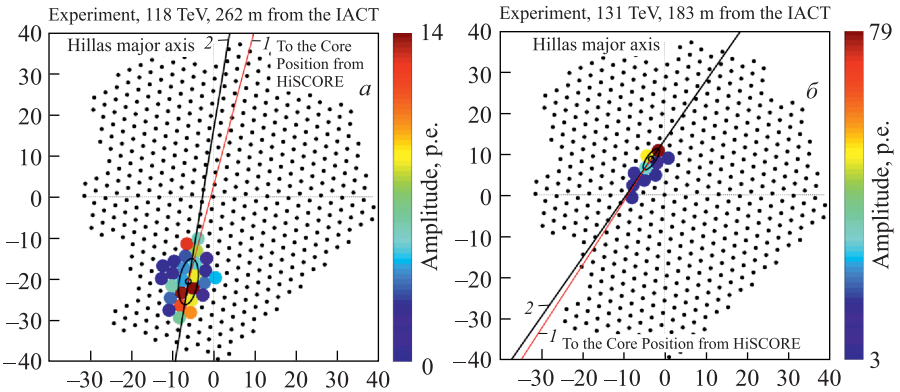 Experiment, 118 TeV, 262 m from the IACT
40
30
20
10
0
−10
−20
−30
−40
−30 −20 −10 0 10 20 30 40
Hillas major axis
2
1
To the Core
Position from
HiSCORE
а
14
Amplitude, p.e.
0
Experiment, 131 TeV, 183 m from the IACT
40
30
20
10
0
−10
−20
−30
−40
−30 −20 −10 0 10 20 30 40
Hillas major axis
б
2
1
To the Core Position from HiSCORE
79
Amplitude, p.e.
3